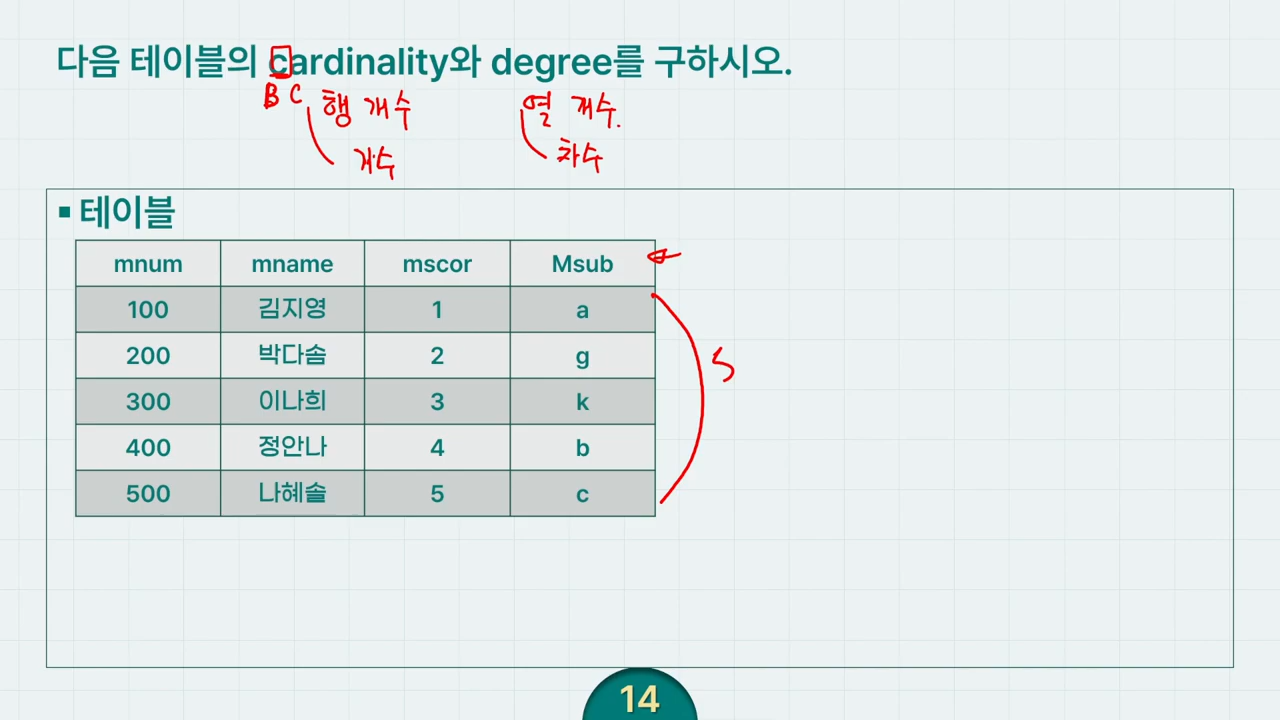 다음 테이블의 cardinality와 degree를 구하시오.
B C 행 개수 열 개수.
차수
▪ 테이블
mnum mname mscor Msub
100 김지영 1 a
200 박다솜 2 g
300 이나희 3 k
400 정안나 4 b
500 나혜솔 5 c
5
14